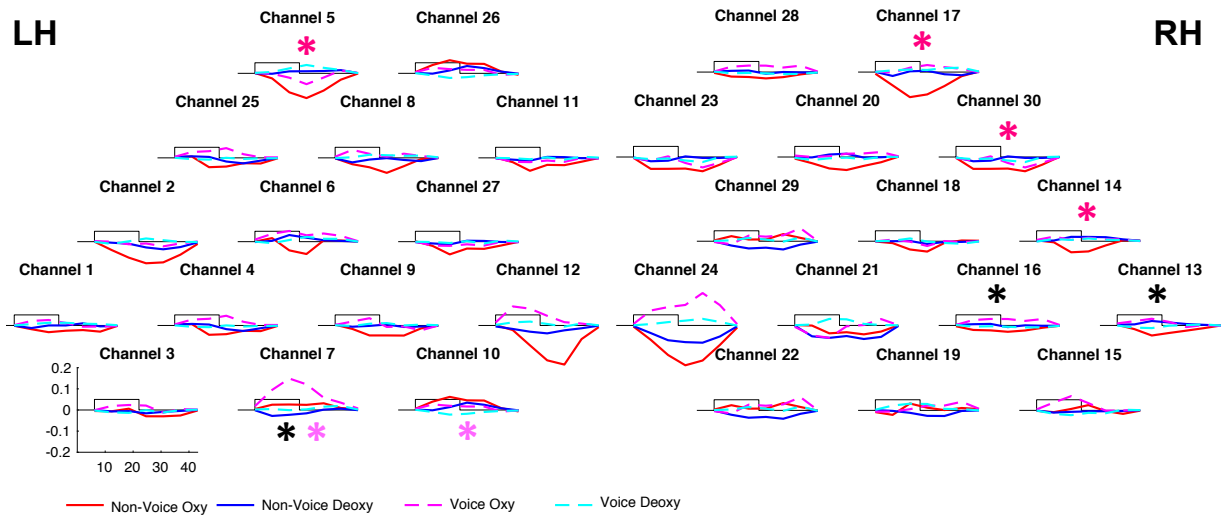 LH
RH
Channel 5
Channel 26
Channel 28
Channel 17
*
*
Channel 25
Channel 8
Channel 11
Channel 23
Channel 20
Channel 30
*
Channel 2
Channel 6
Channel 27
Channel 29
Channel 18
Channel 14
*
Channel 1
Channel 4
Channel 9
Channel 12
Channel 24
Channel 21
Channel 16
Channel 13
*
*
Channel 3
Channel 7
Channel 10
Channel 22
Channel 19
Channel 15
0.2
0.1
0
-0.1
-0.2
10 20 30 40
*
*
*
Non-Voice Oxy
Non-Voice Deoxy
Voice Oxy
Voice Deoxy